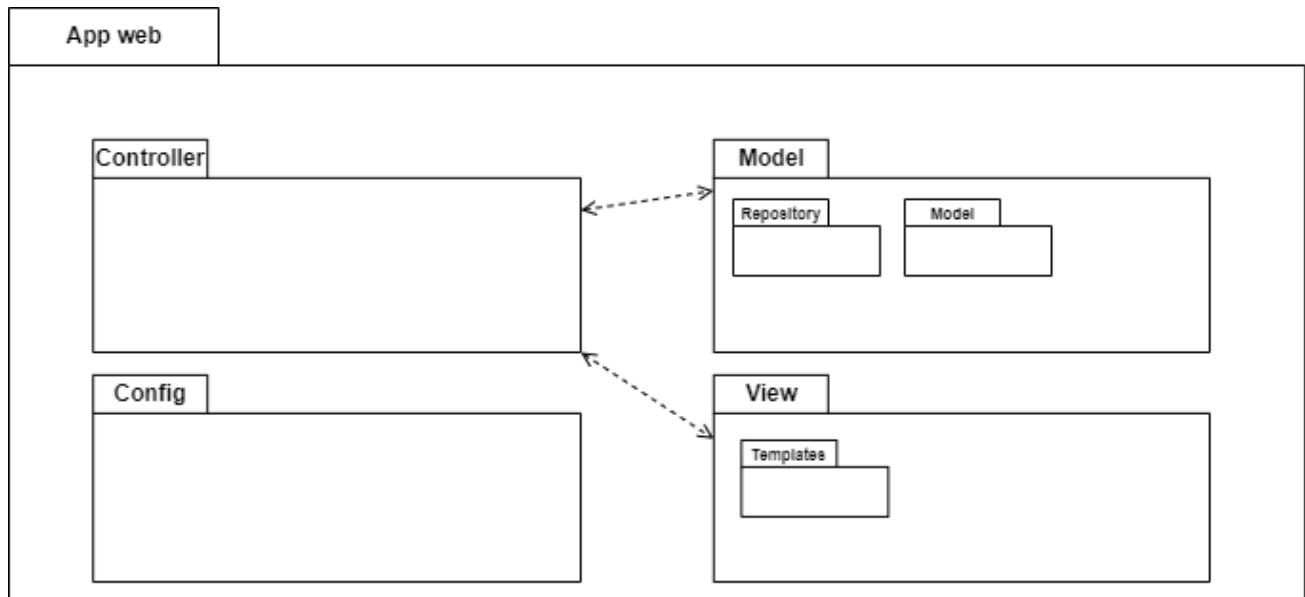 App web
Controller
Model
Repository
Model
Config
View
Templates